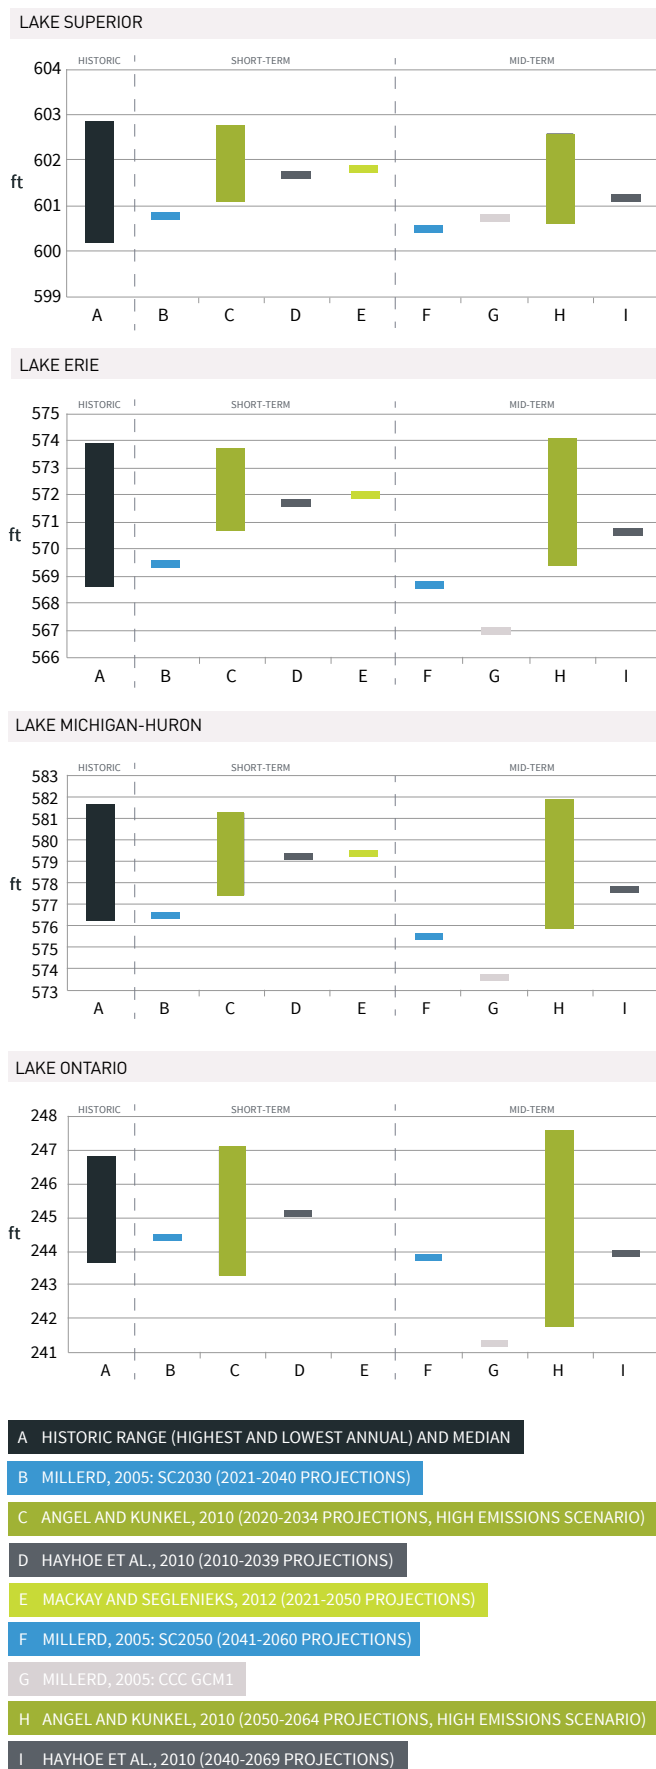 LAKE SUPERIOR
HISTORIC SHORT-TERM MID-TERM
604
603
602
ft
601
600
599
A B C D E F G H I
LAKE ERIE
HISTORIC SHORT-TERM MID-TERM
575
574
573
572
571
ft
570
569
568
567
566
A B C D E F G H I
LAKE MICHIGAN-HURON
HISTORIC SHORT-TERM MID-TERM
583
582
581
580
579
ft 578
577
576
575
574
573
A B C D E F G H I
LAKE ONTARIO
HISTORIC SHORT-TERM MID-TERM
248
247
246
245
ft
244
243
242
241
A B C D E F G H I
A HISTORIC RANGE (HIGHEST AND LOWEST ANNUAL) AND MEDIAN
B MILLERD, 2005: SC2030 (2021-2040 PROJECTIONS)
C ANGEL AND KUNKEL, 2010 (2020-2034 PROJECTIONS, HIGH EMISSIONS SCENARIO)
D HAYHOE ET AL., 2010 (2010-2039 PROJECTIONS)
E MACKAY AND SEGLENIEKS, 2012 (2021-2050 PROJECTIONS)
F MILLERD, 2005: SC2050 (2041-2060 PROJECTIONS)
G MILLERD, 2005: CCC GCM1
H ANGEL AND KUNKEL, 2010 (2050-2064 PROJECTIONS, HIGH EMISSIONS SCENARIO)
I HAYHOE ET AL., 2010 (2040-2069 PROJECTIONS)